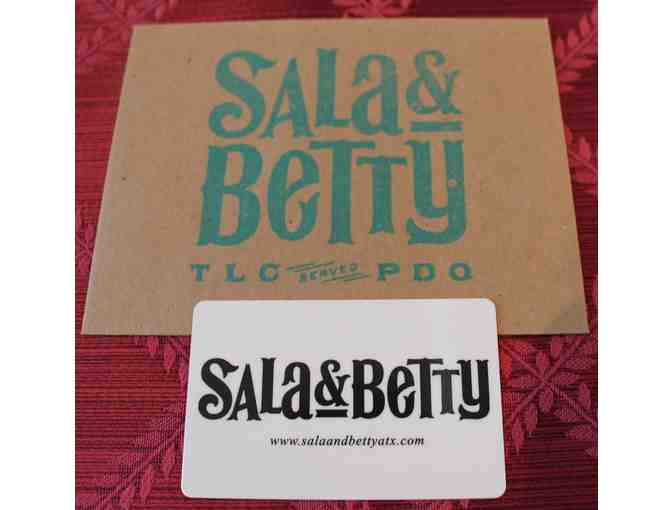 SALa&
BeTTy
TLC SERVED PDQ
SALa&BeTTy
www.salaandbettyatx.com